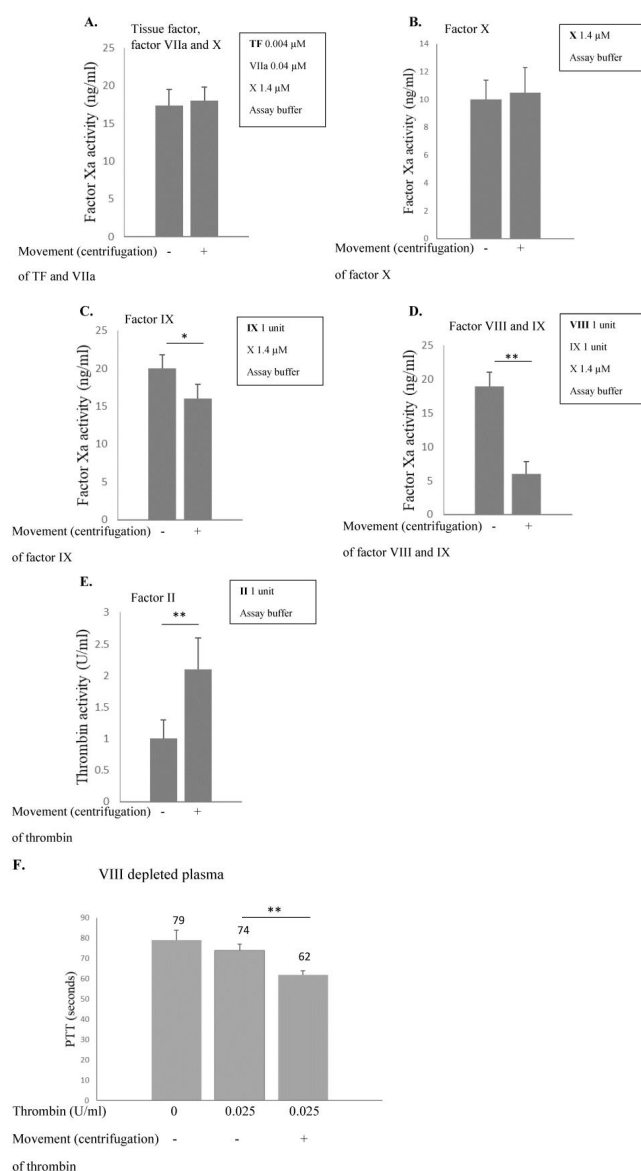 A.
Tissue factor,
factor VIIa and X
TF 0.004 µM
VIIa 0.04 µM
X 1.4 µM
Assay buffer
Factor Xa activity (ng/ml)
25
20
15
10
5
0
Movement (centrifugation) - +
of TF and VIIa
B.
Factor X
X 1.4 µM
Assay buffer
Factor Xa activity (ng/ml)
14
12
10
8
6
4
2
0
Movement (centrifugation) - +
of factor X
C.
Factor IX
IX 1 unit
X 1.4 µM
Assay buffer
*
Factor Xa activity (ng/ml)
25
20
15
10
5
0
Movement (centrifugation) - +
of factor IX
D.
Factor VIII and IX
VIII 1 unit
IX 1 unit
X 1.4 µM
Assay buffer
**
Factor Xa activity (ng/ml)
25
20
15
10
5
0
Movement (centrifugation) - +
of factor VIII and IX
E.
Factor II
II 1 unit
Assay buffer
**
Thrombin activity (U/ml)
3
2.5
2
1.5
1
0.5
0
Movement (centrifugation) - +
of thrombin
F.
VIII depleted plasma
**
79 74 62
PTT (seconds)
90
80
70
60
50
40
30
20
10
0
Thrombin (U/ml) 0 0.025 0.025
Movement (centrifugation) - - +
of thrombin